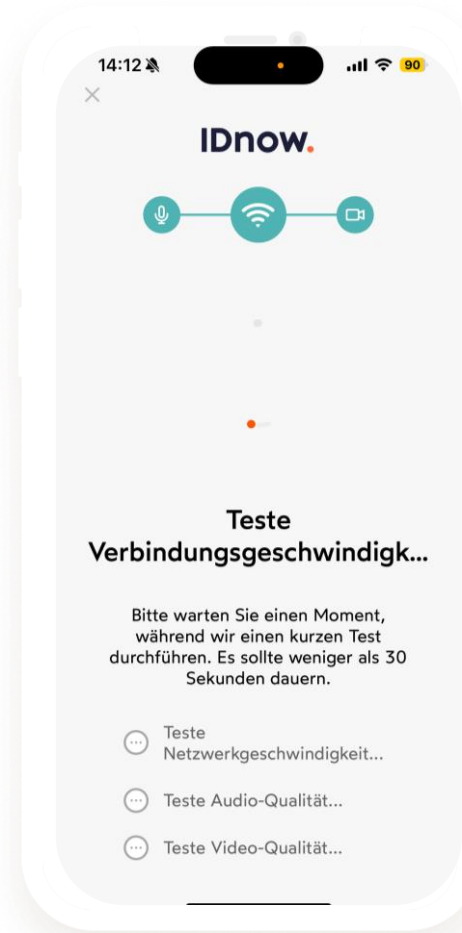 14:12
90
IDnow.
Teste
Verbindungsgeschwindigk...
Bitte warten Sie einen Moment,
während wir einen kurzen Test
durchführen. Es sollte weniger als 30
Sekunden dauern.
Teste
Netzwerkgeschwindigkeit...
Teste Audio-Qualität...
Teste Video-Qualität...